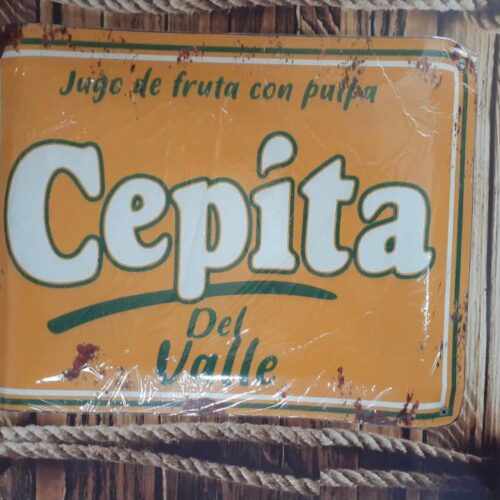 Jugo de fruta con pulpa
Cepita
Del
Valle